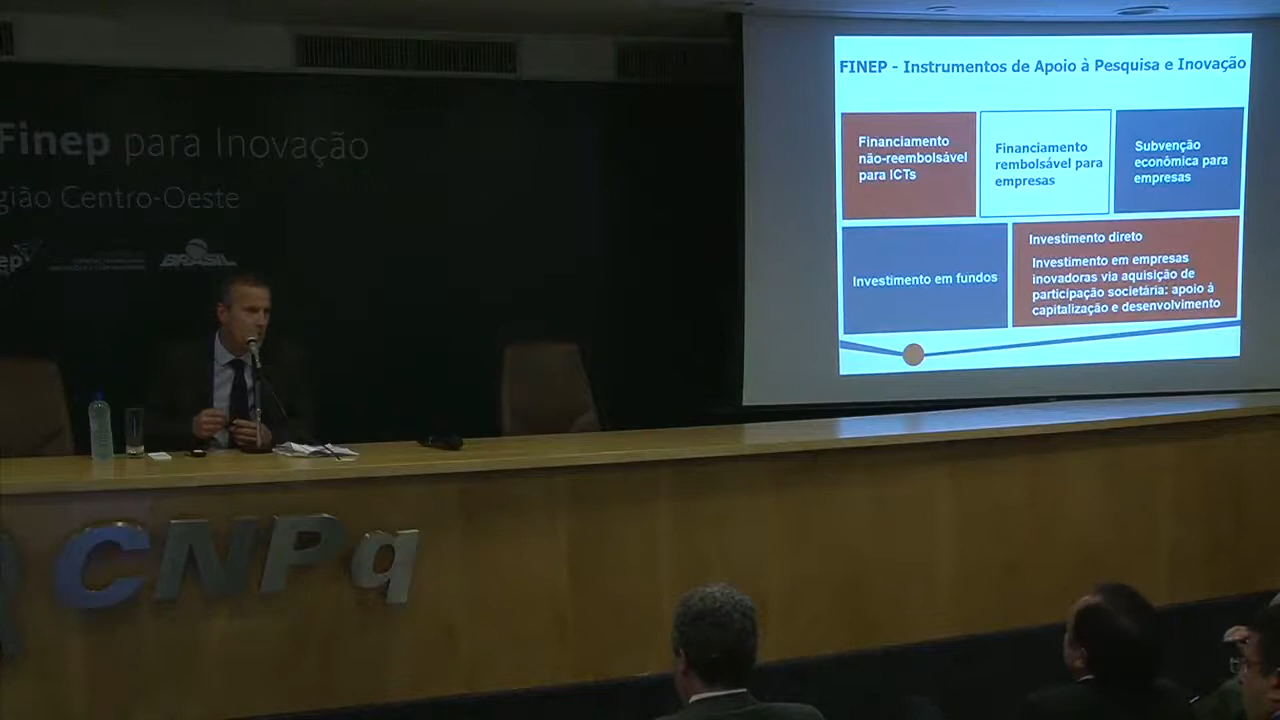 Finep para Inovação
gião Centro-Oeste
ep
BRASIL
FINEP - Instrumentos de Apoio à Pesquisa e Inovação
Financiamento
não-reembolsável
para ICTs
Financiamento
rembolsável para
empresas
Subvenção
econômica para
empresas
Investimento em fundos
Investimento direto
Investimento em empresas
inovadoras via aquisição de
participação societária: apoio à
capitalização e desenvolvimento
CNPq